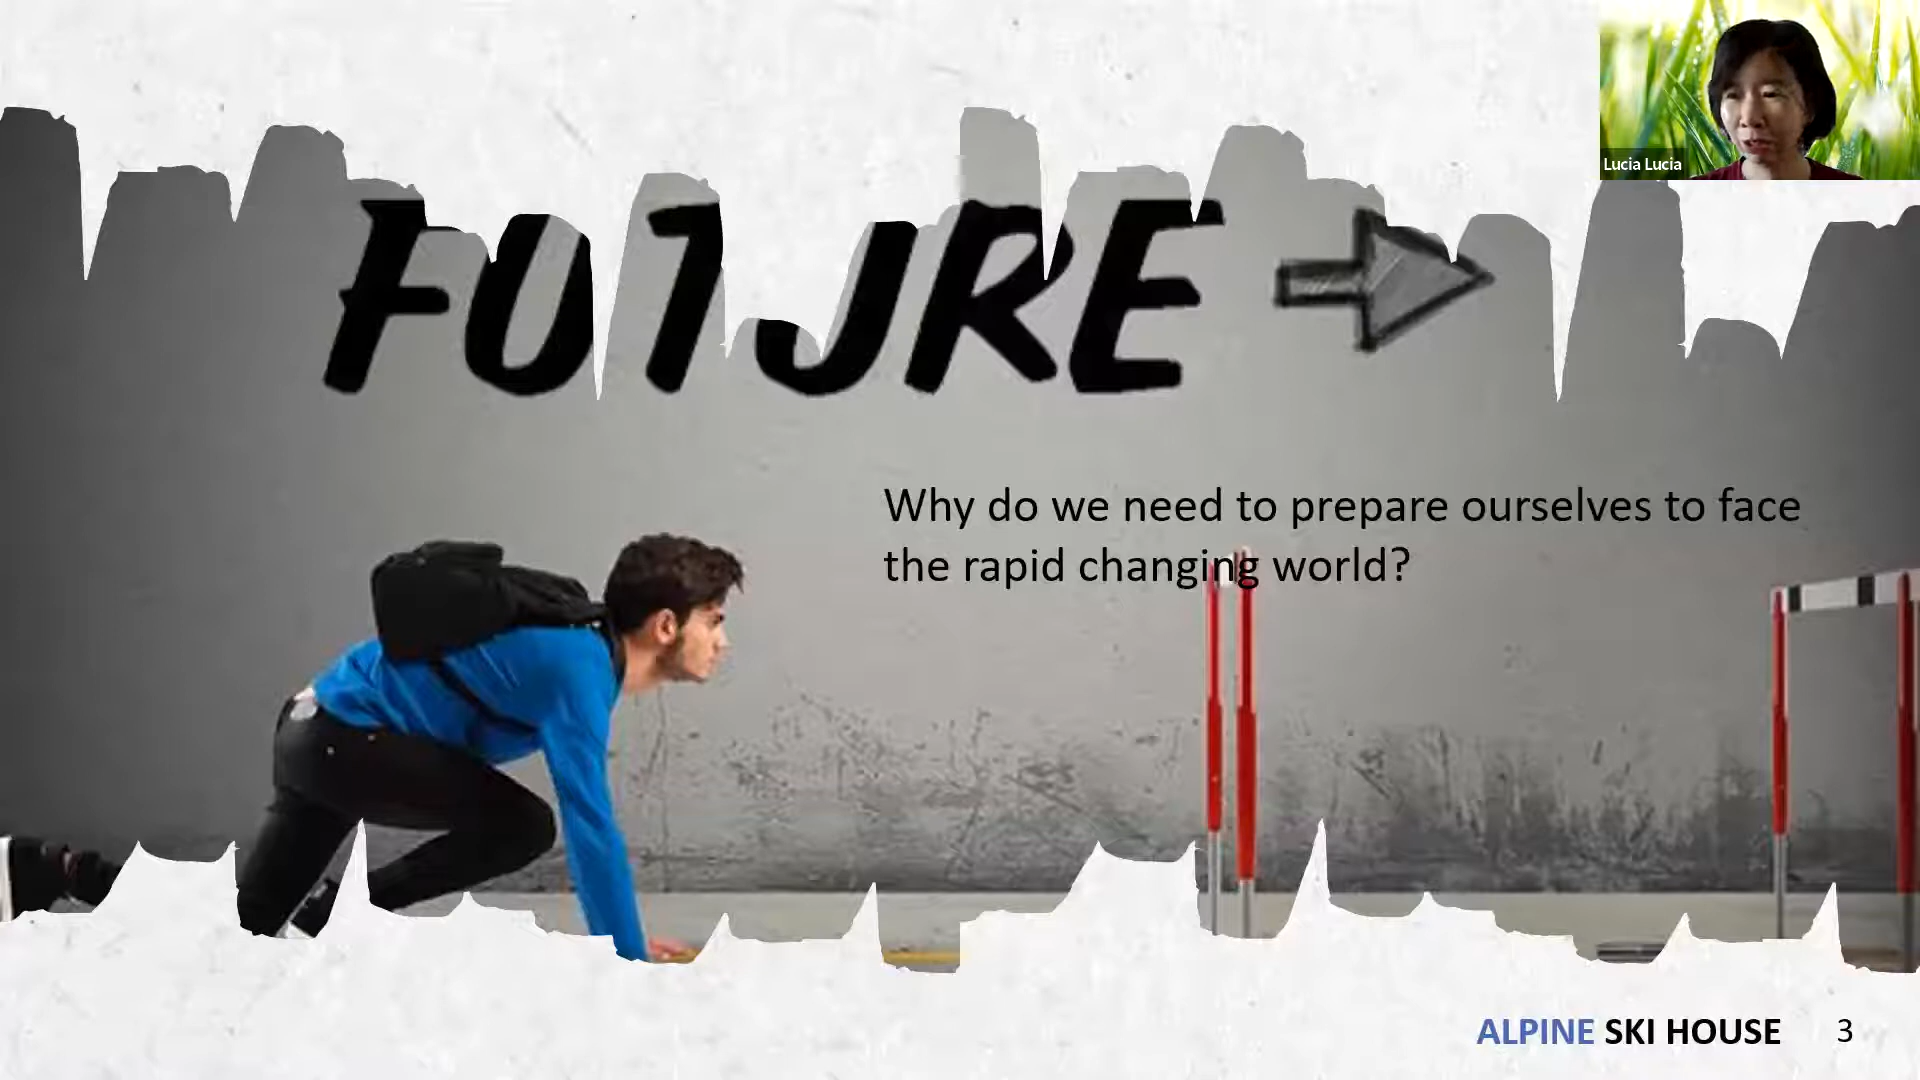 Lucia Lucia
FUTURE
Why do we need to prepare ourselves to face
the rapid changing world?
ALPINE SKI HOUSE 3